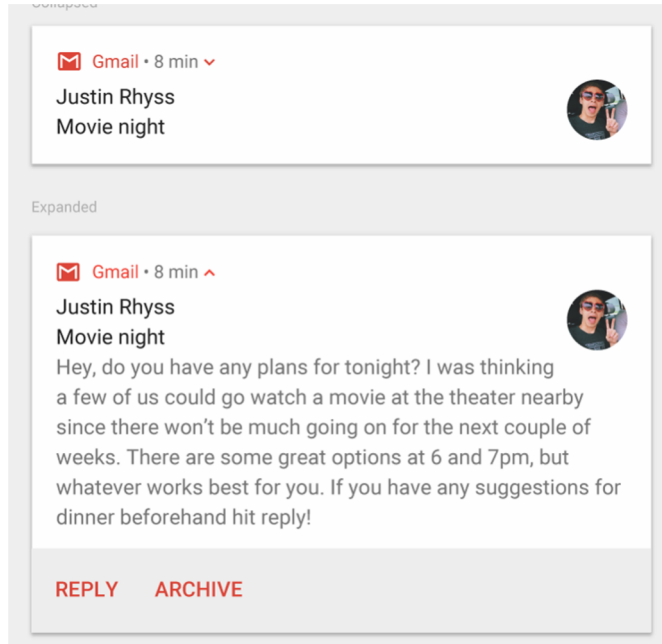 Collapsed
Gmail • 8 min
Justin Rhyss
Movie night
Expanded
Gmail • 8 min
Justin Rhyss
Movie night
Hey, do you have any plans for tonight? I was thinking
a few of us could go watch a movie at the theater nearby
since there won’t be much going on for the next couple of
weeks. There are some great options at 6 and 7pm, but
whatever works best for you. If you have any suggestions for
dinner beforehand hit reply!
REPLY ARCHIVE